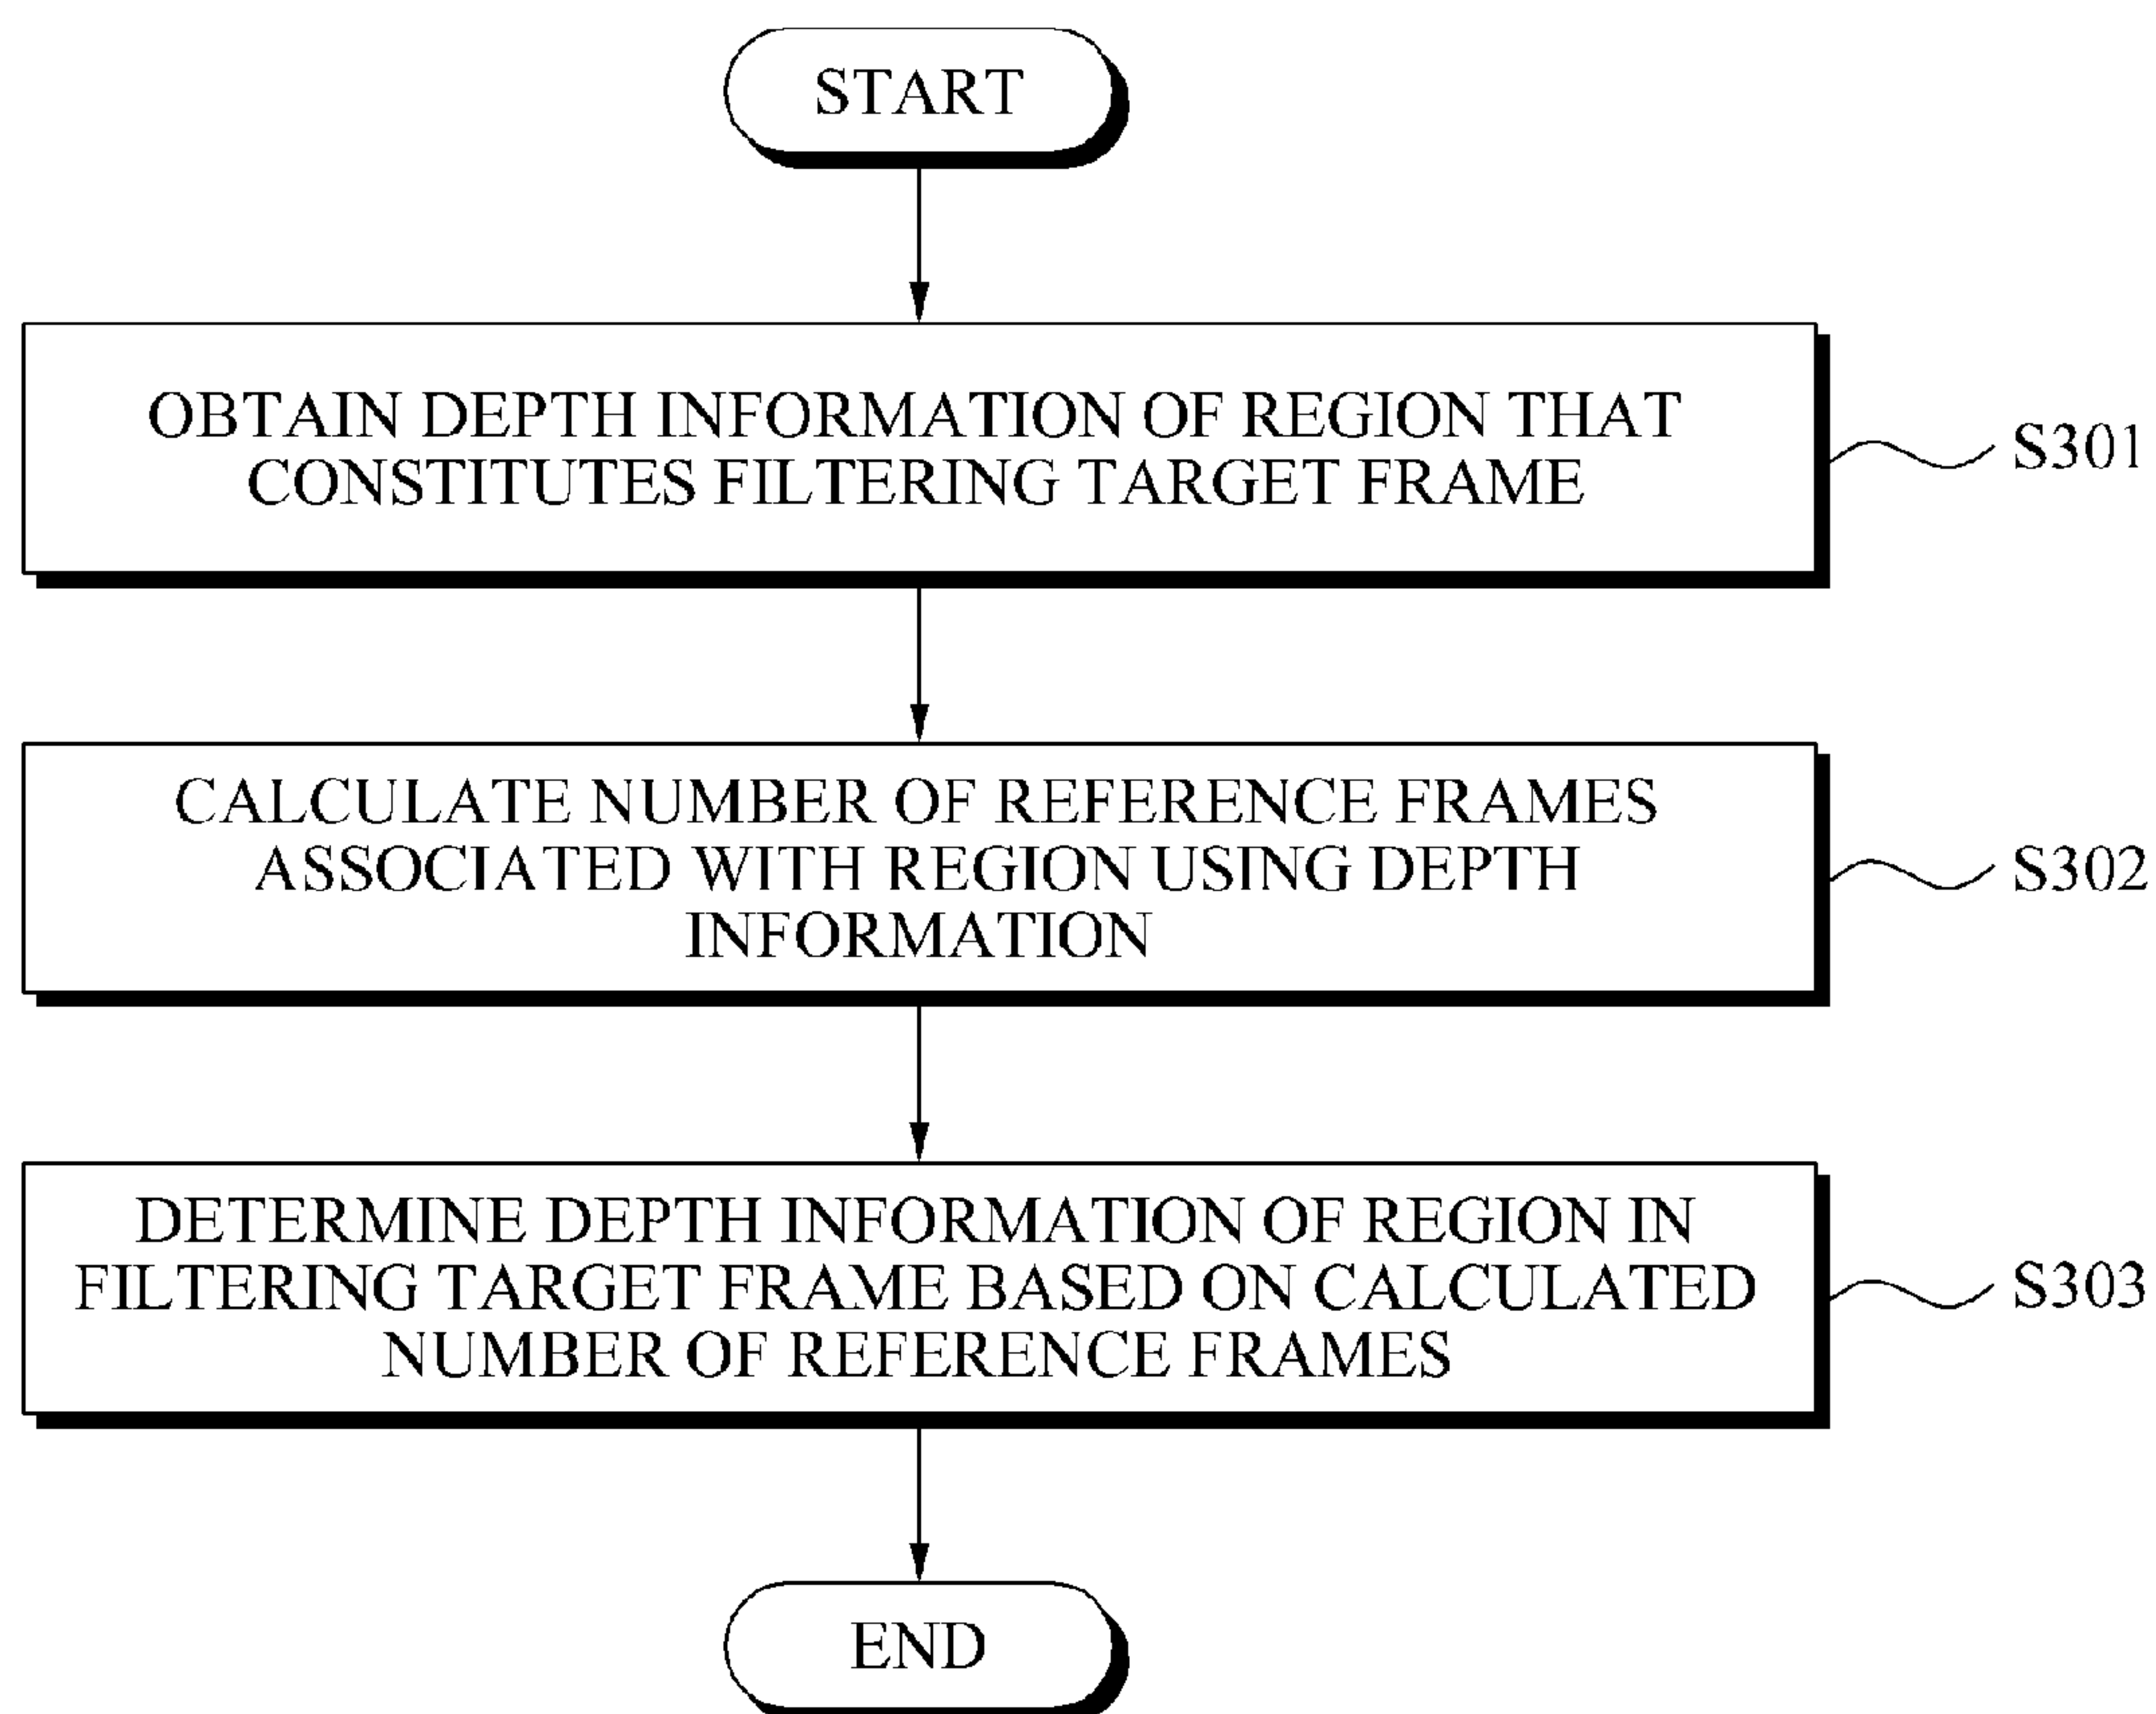 START
OBTAIN DEPTH INFORMATION OF REGION THAT
CONSTITUTES FILTERING TARGET FRAME
S301
CALCULATE NUMBER OF REFERENCE FRAMES
ASSOCIATED WITH REGION USING DEPTH
INFORMATION
S302
DETERMINE DEPTH INFORMATION OF REGION IN
FILTERING TARGET FRAME BASED ON CALCULATED
NUMBER OF REFERENCE FRAMES
S303
END